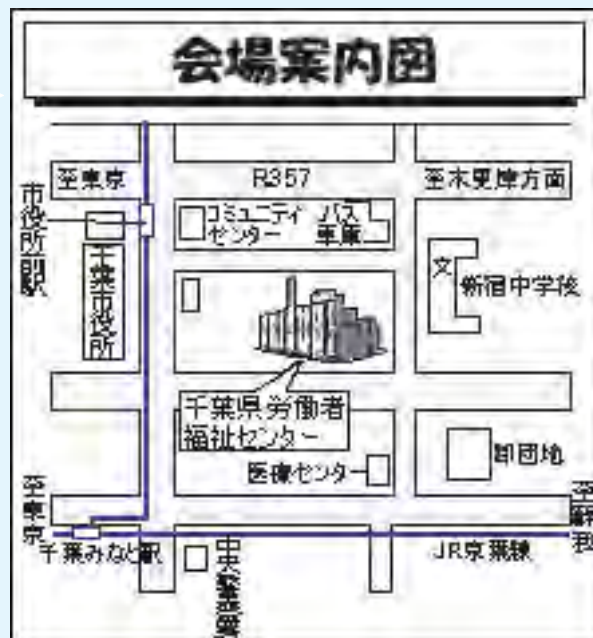 会場案内図
至東京
R357
至木更津方面
市役所前駅
コミュニティ
センター
バス
車庫
千葉市役所
文
新宿中学校
千葉県労働者
福祉センター
医療センター
卸団地
至東京
至蘇我
千葉みなと駅
JR京葉線